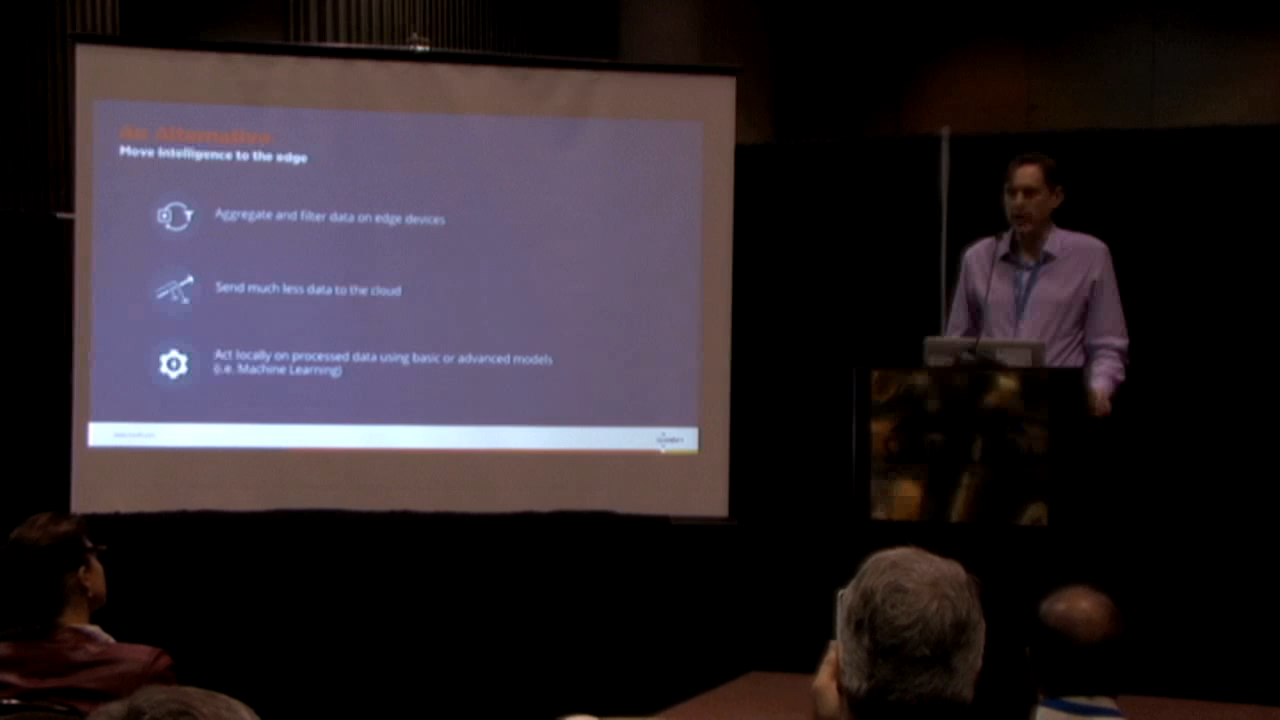 An Alternative
Move intelligence to the edge
Aggregate and filter data on edge devices
Send much less data to the cloud
Act locally on processed data using basic or advanced models
(i.e. Machine Learning)